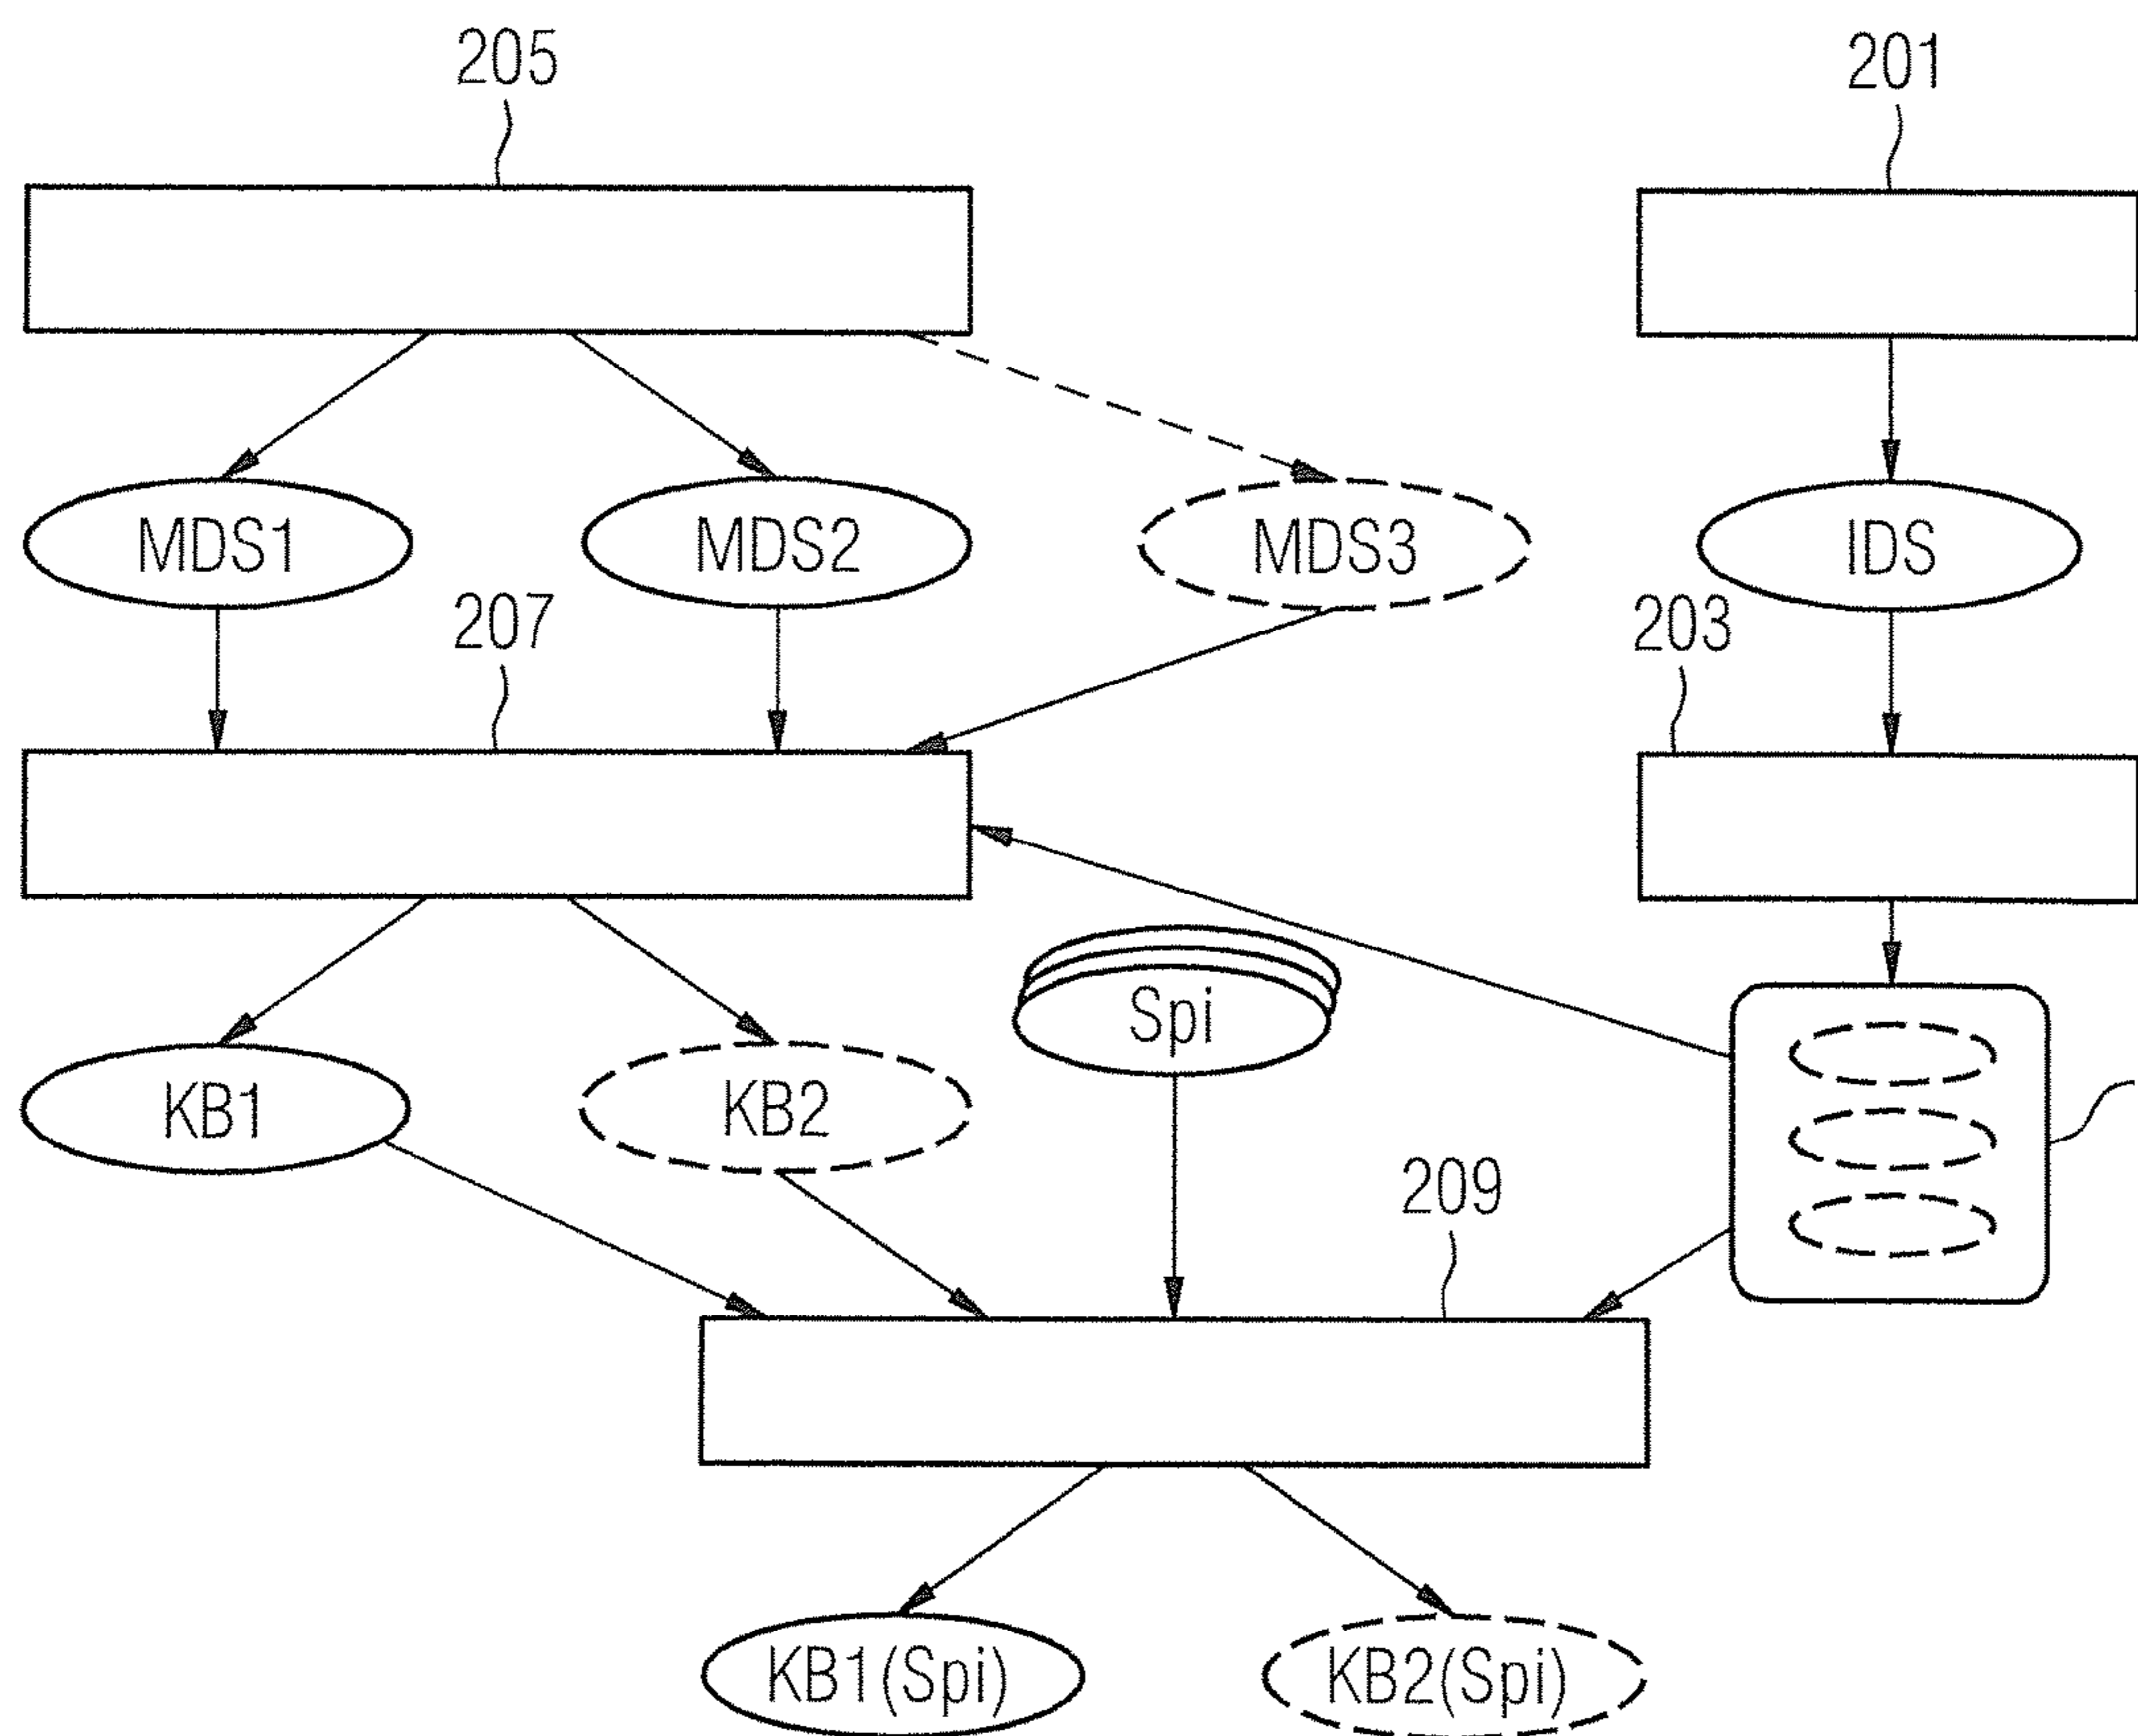 205
201
MDS1
MDS2
MDS3
IDS
207
203
Spi
KB1
KB2
209
KB1(Spi)
KB2(Spi)